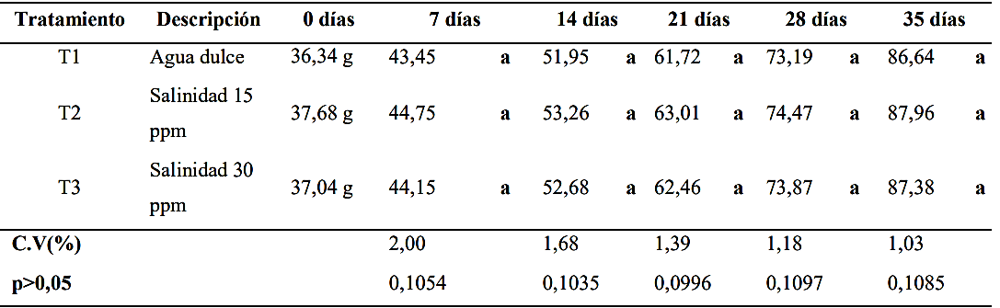 Tratamiento Descripción 0 días 7 días 14 días 21 días 28 días 35 días
T1 Agua dulce 36,34 g 43,45 a 51,95 a 61,72 a 73,19 a 86,64 a
Salinidad 15
T2 37,68 g 44,75 a 53,26 a 63,01 a 74,47 a 87,96 a
ppm
Salinidad 30
T3 37,04 g 44,15 a 52,68 a 62,46 a 73,87 a 87,38 a
ppm
C.V(%) 2,00 1,68 1,39 1,18 1,03
p>0,05 0,1054 0,1035 0,0996 0,1097 0,1085